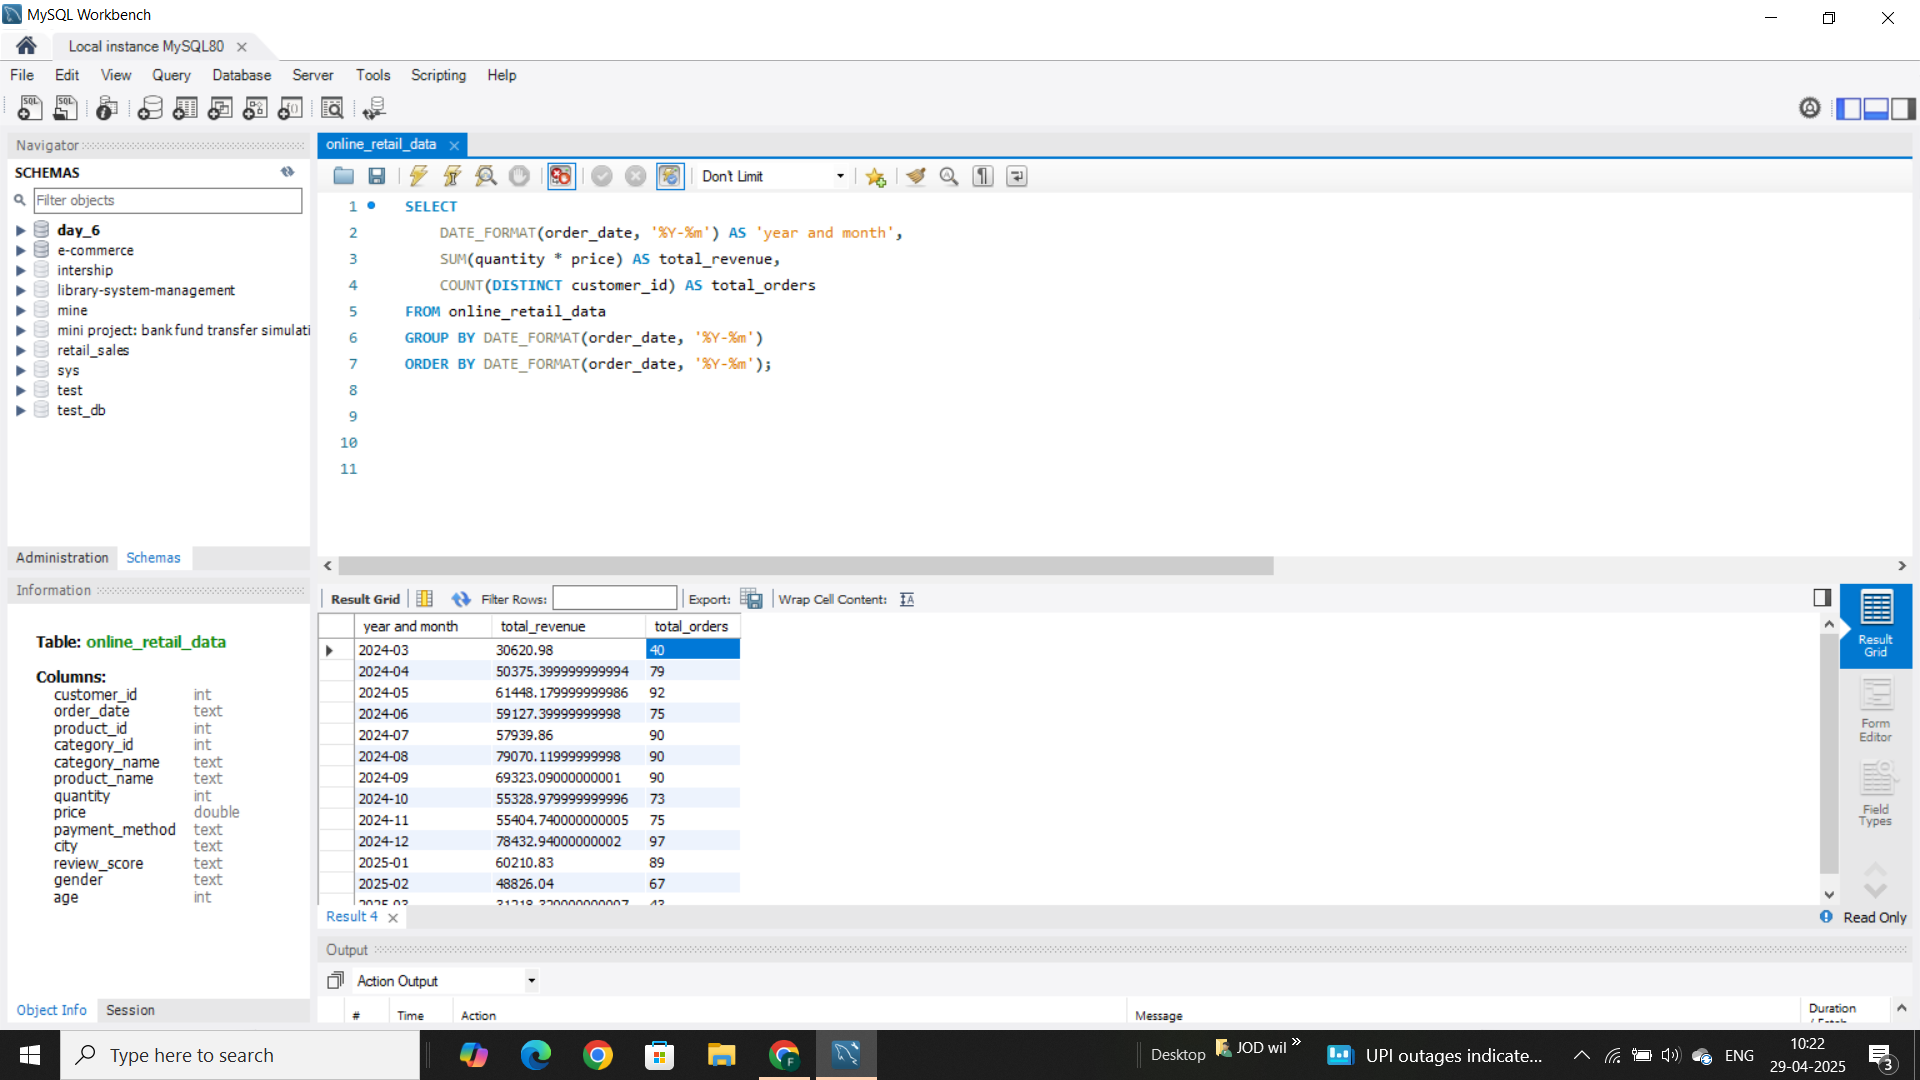 MySQL Workbench
Local instance MySQL80
File Edit View Query Database Server Tools Scripting Help
Navigator
SCHEMAS
Filter objects
day_6
e-commerce
intership
library-system-management
mine
mini project: bank fund transfer simulati
retail_sales
sys
test
test_db
Administration Schemas
Information
Table: online_retail_data
Columns:
customer_id int
order_date text
product_id int
category_id int
category_name text
product_name text
quantity int
price double
payment_method text
city text
review_score text
gender text
age int
Object Info Session
online_retail_data
Don't Limit
1 SELECT
2 DATE_FORMAT(order_date, '%Y-%m') AS 'year and month',
3 SUM(quantity * price) AS total_revenue,
4 COUNT(DISTINCT customer_id) AS total_orders
5 FROM online_retail_data
6 GROUP BY DATE_FORMAT(order_date, '%Y-%m')
7 ORDER BY DATE_FORMAT(order_date, '%Y-%m');
8
9
10
11
Result Grid Filter Rows: Export: Wrap Cell Content:
year and month total_revenue total_orders
2024-03 30620.98 40
2024-04 50375.399999999994 79
2024-05 61448.179999999986 92
2024-06 59127.39999999998 75
2024-07 57939.86 90
2024-08 79070.11999999998 90
2024-09 69323.09000000001 90
2024-10 55328.979999999996 73
2024-11 55404.740000000005 75
2024-12 78432.94000000002 97
2025-01 60210.83 89
2025-02 48826.04 67
2025-03 31218.320000000007 43
Result Grid
Form Editor
Field Types
Result 4
Read Only
Output
Action Output
# Time Action Message Duration / Fetch
Type here to search
Desktop JOD wil
UPI outages indicate...
ENG
10:22
29-04-2025
3